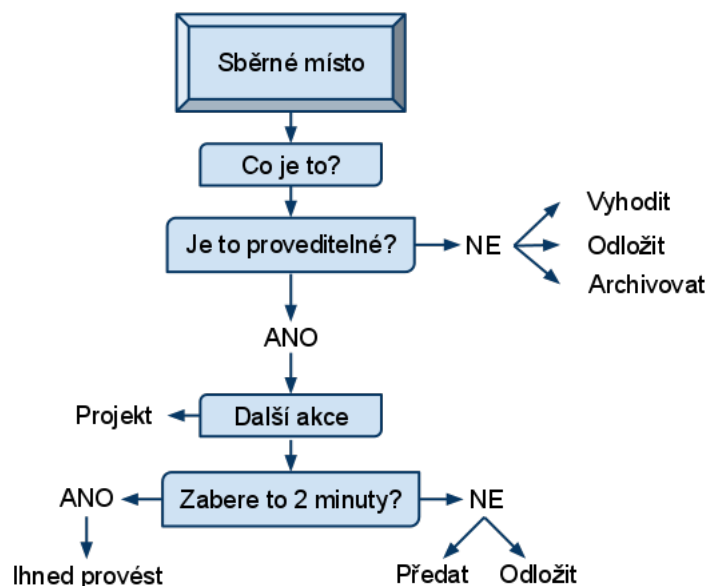 Sběrné místo
Co je to?
Vyhodit
Je to proveditelné?
NE
Odložit
Archivovat
ANO
Projekt
Další akce
ANO
Zabere to 2 minuty?
NE
Ihned provést
Předat
Odložit